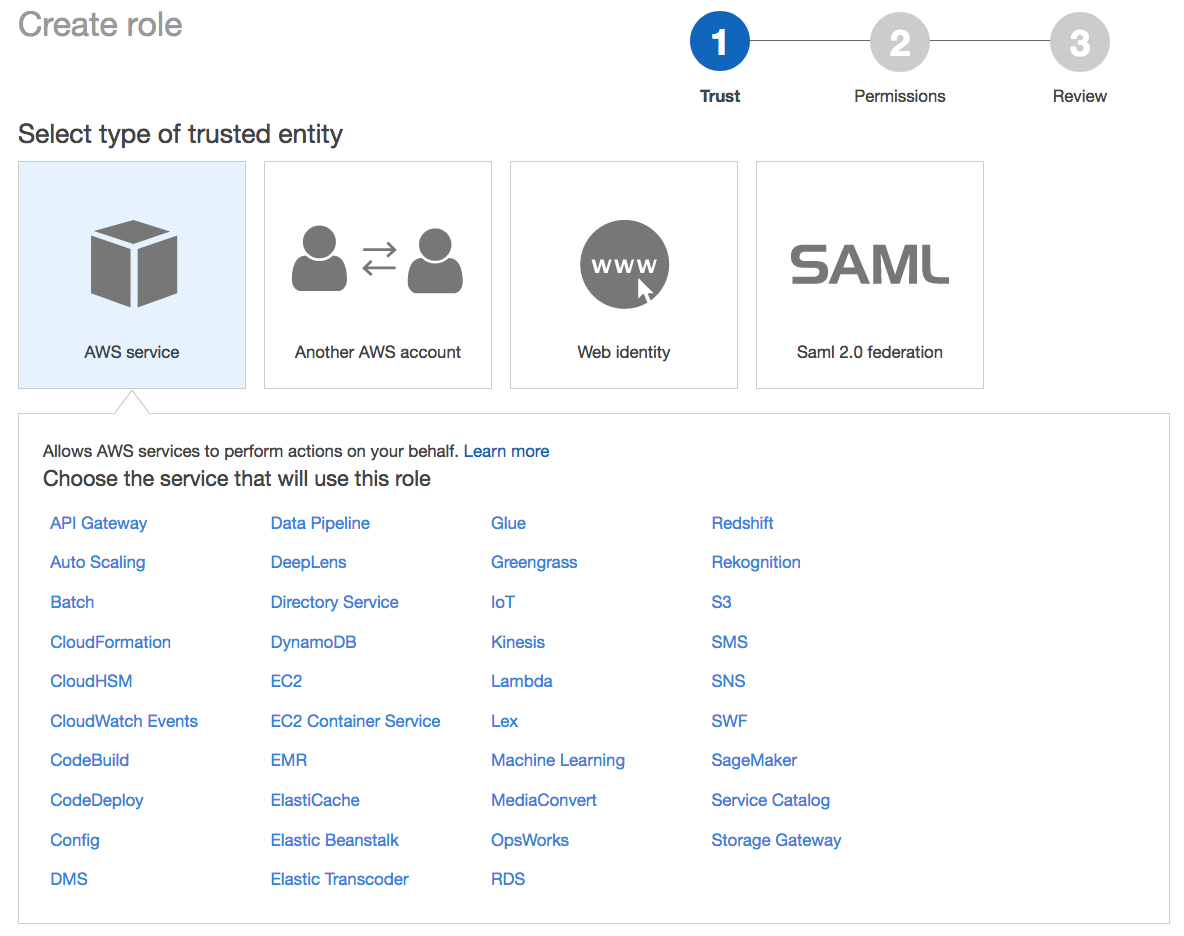 Create role
1
2
3
Trust
Permissions
Review
Select type of trusted entity
www
SAML
AWS service
Another AWS account
Web identity
Saml 2.0 federation
Allows AWS services to perform actions on your behalf. Learn more
Choose the service that will use this role
API Gateway
Data Pipeline
Glue
Redshift
Auto Scaling
DeepLens
Greengrass
Rekognition
Batch
Directory Service
IoT
S3
CloudFormation
DynamoDB
Kinesis
SMS
CloudHSM
EC2
Lambda
SNS
CloudWatch Events
EC2 Container Service
Lex
SWF
CodeBuild
EMR
Machine Learning
SageMaker
CodeDeploy
ElastiCache
MediaConvert
Service Catalog
Config
Elastic Beanstalk
OpsWorks
Storage Gateway
DMS
Elastic Transcoder
RDS